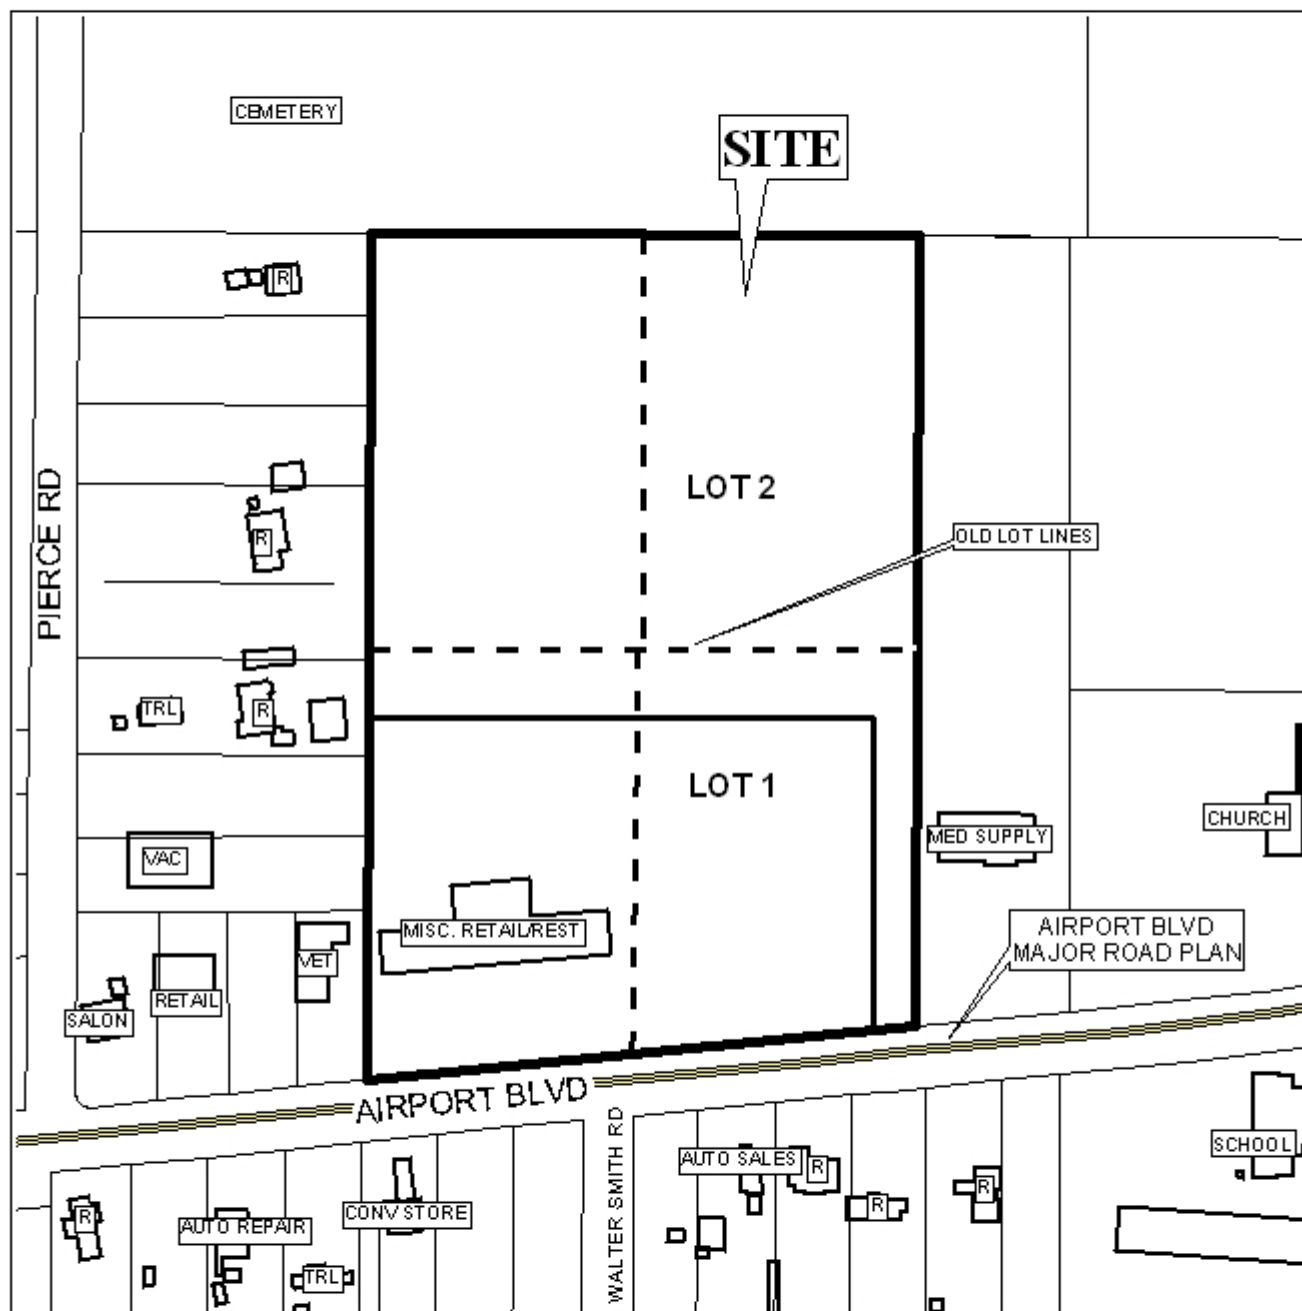 CEMETERY
SITE
R
LOT 2
PIERCE RD
R
OLD LOT LINES
TRL
R
LOT 1
CHURCH
MED SUPPLY
VAC
MISC. RETAIL/REST
AIRPORT BLVD
MAJOR ROAD PLAN
VET
RETAIL
SALON
AIRPORT BLVD
WALTER SMITH RD
AUTO SALES
R
SCHOOL
R
R
R
AUTO REPAIR
CONV STORE
TRL